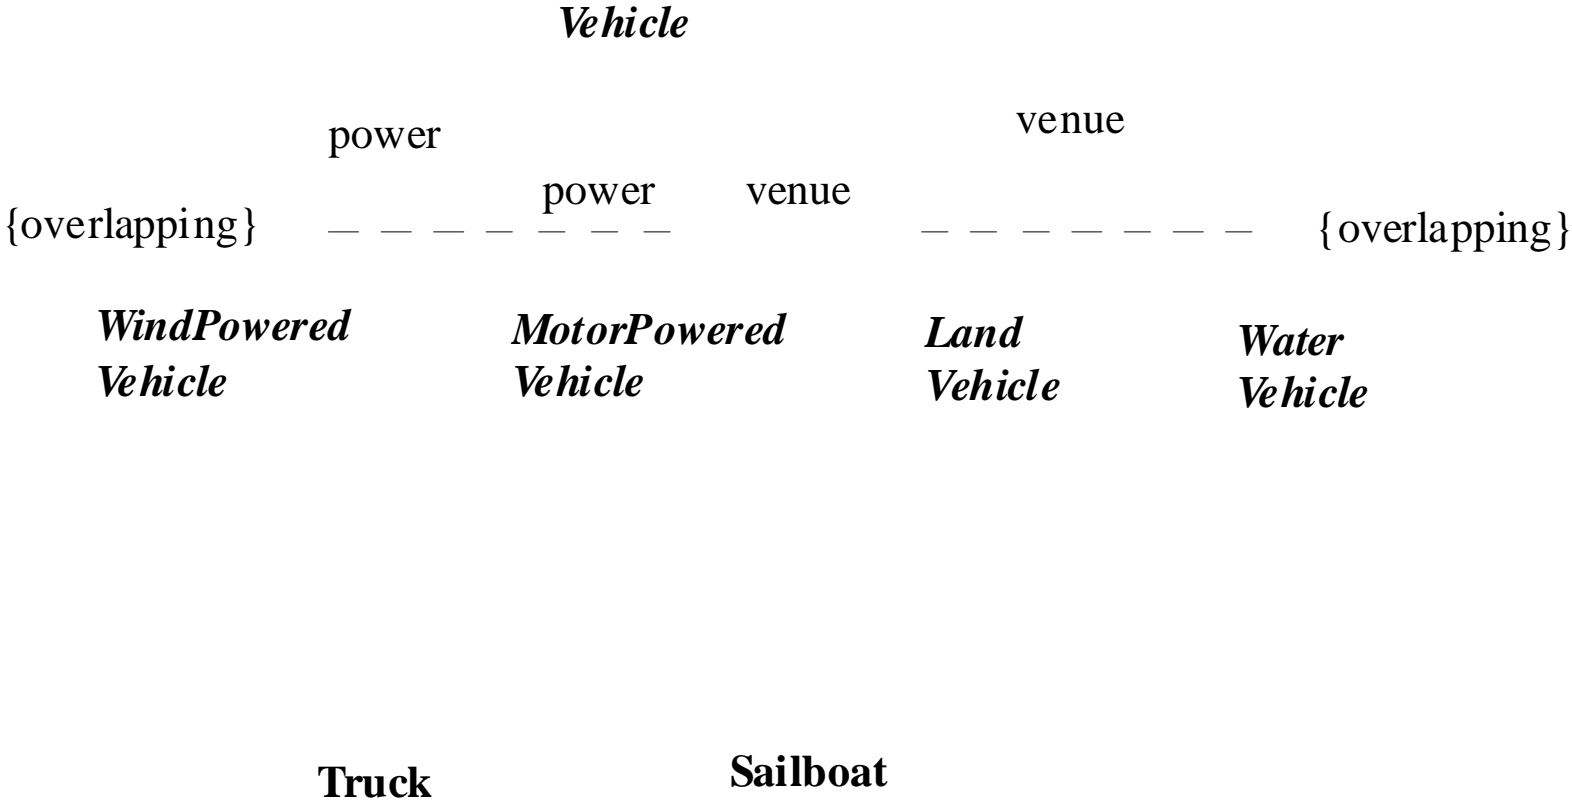 Vehicle
power
venue
power
venue
{overlapping}
{overlapping}
WindPowered
Vehicle
MotorPowered
Vehicle
Land
Vehicle
Water
Vehicle
Truck
Sailboat